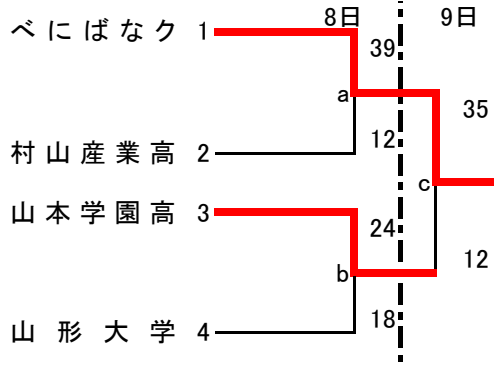 8日 9日
べにばなク 1
39
a
35
12
村山産業高 2
c
山本学園高 3
24
12
b
18
山形大学 4